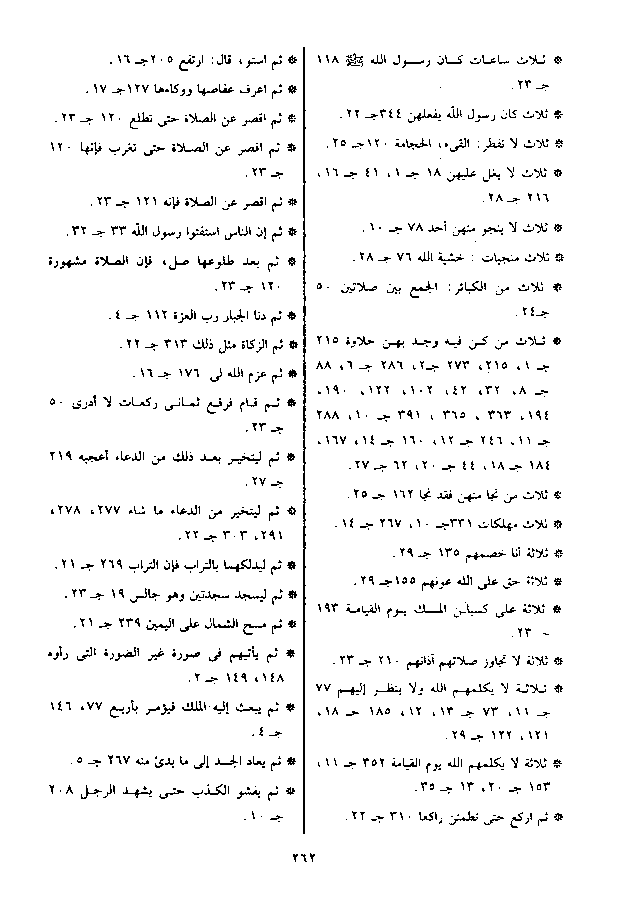 * ثلاث ساعات كان رسول الله ﷺ ١١٨
جـ ٢٣.
* ثلاث كان رسول الله يفعلهن ٣٤٤جـ ٢٢.
* ثلاث لا تفطر: القيء، الحجامة ١٢٠جـ ٢٥.
* ثلاث لا يغل عليهن ١٨ جـ ١، ٤١ جـ ١٦،
٢١٦ جـ ٢٨.
* ثلاث لا ينجو منهن أحد ٧٨ جـ ١٠.
* ثلاث منجيات : خشية الله ٧٦ جـ ٢٨.
* ثلاث من الكبائر: الجمع بين صلاتين ٥٠
جـ٢٤.
* ثلاث من كن فيه وجد بهن حلاوة ٢١٥
جـ ١، ٢١٥، ٢٧٣ جـ٢، ٢٨٦ جـ ٦، ٨٨
جـ ٨، ٣٢، ٤٢، ١٠٢، ١٢٢، ١٩٠،
١٩٤، ٣٦٣ ، ٣٦٥ ، ٣٩١ جـ ١٠، ٢٨٨
جـ ١١، ٢٤٦ جـ ١٢، ١٦٠ جـ ١٤، ١٦٧،
١٨٤ جـ ١٨، ٤٤ جـ ٢٠، ٦٢ جـ ٢٧.
* ثلاث من نجا منهن فقد نجا ١٦٢ جـ ٢٥.
* ثلاث مهلكات ٣٣١جـ ١٠، ٢٦٧ جـ ١٤.
* ثلاثة أنا خصمهم ١٣٥ جـ ٢٩.
* ثلاثة حق على الله عونهم ١٥٥جـ ٢٩.
* ثلاثة على كسبان المسك يوم القيامة ١٩٣
~ ٢٣.
* ثلاثة لا تجاوز صلاتهم آذانهم ٢١٠ جـ ٢٣.
* ثلاثة لا يكلمهم الله ولا ينظر إليهم ٧٧
جـ ١١، ٧٣ جـ ١٣، ١٢، ١٨٥ حـ ١٨،
١٢١، ١٢٢ جـ ٢٩.
* ثلاثة لا يكلمهم الله يوم القيامة ٣٥٢ جـ ١١،
١٥٣ جـ ٢٠، ١٣ جـ ٣٥.
* ثم اركع حتى تطمئن راكعا ٣١٠ جـ ٢٢.
* ثم استو، قال: ارتفع ٢٠٥جـ ١٦.
* ثم اعرف عفاصها ووكاءها ١٢٧جـ ١٧.
* ثم اقصر عن الصلاة حتى تطلع ١٢٠ جـ ٢٣.
* ثم اقصر عن الصلاة حتى تغرب فإنها ١٢٠
جـ ٢٣.
* ثم اقصر عن الصلاة فإنه ١٢١ جـ ٢٣.
* ثم إن الناس استفتوا رسول الله ٣٣ جـ ٣٢.
* ثم بعد طلوعها صل، فإن الصلاة مشهورة
١٢٠ جـ ٢٣.
* ثم دنا الجبار رب العزة ١١٢ جـ ٤.
* ثم الزكاة مثل ذلك ٣١٣ جـ ٢٢.
* ثم عزم الله لى ١٧٦ جـ ١٦.
* ثم قام فرفع ثمانى ركعات لا أدرى ٥٠
جـ ٢٣.
* ثم ليتخير بعد ذلك من الدعاء أعجبه ٢١٩
جـ ٢٧.
* ثم ليتخير من الدعاء ما شاء ٢٧٧، ٢٧٨،
٢٩١، ٣٠٣ جـ ٢٢.
* ثم ليدلكهما بالتراب فإن التراب ٢٦٩ جـ ٢١.
* ثم ليسجد سجدتين وهو جالس ١٩ جـ ٢٣.
* ثم مسح الشمال على اليمين ٢٣٩ جـ ٢١.
* ثم يأتيهم فى صورة غير الصورة التى رأوه
١٤٨، ١٤٩ جـ ٢.
* ثم يبعث إليه الملك فيؤمر بأربع ٧٧، ١٤٦
جـ ٤.
* ثم يعاد الجسد إلى ما بدئ منه ٢٦٧ جـ ٥.
* ثم يفشو الكذب حتى يشهد الرجل ٢٠٨
جـ ١٠.
٢٦٢